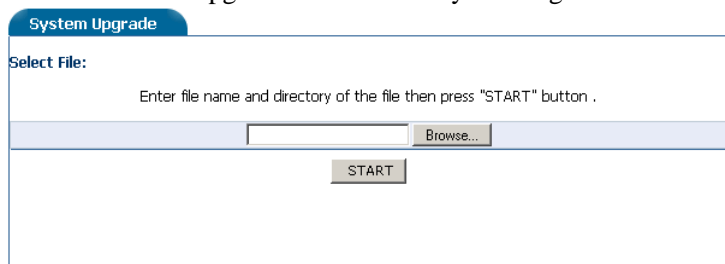 System Upgrade
Select File:
Enter file name and directory of the file then press "START" button .
Browse...
START